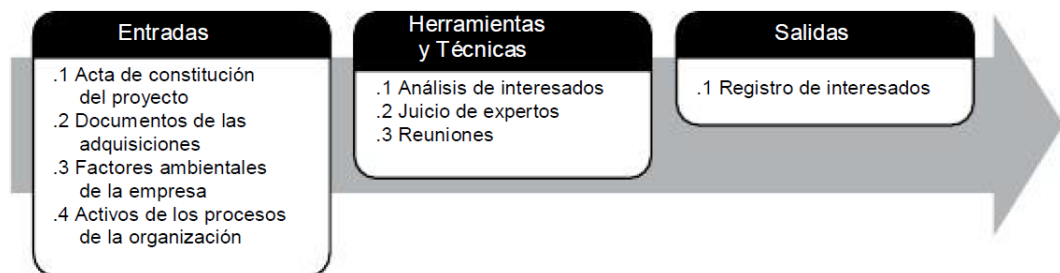 Entradas
.1 Acta de constitución
del proyecto
.2 Documentos de las
adquisiciones
.3 Factores ambientales
de la empresa
.4 Activos de los procesos
de la organización
Herramientas
y Técnicas
.1 Análisis de interesados
.2 Juicio de expertos
.3 Reuniones
Salidas
.1 Registro de interesados